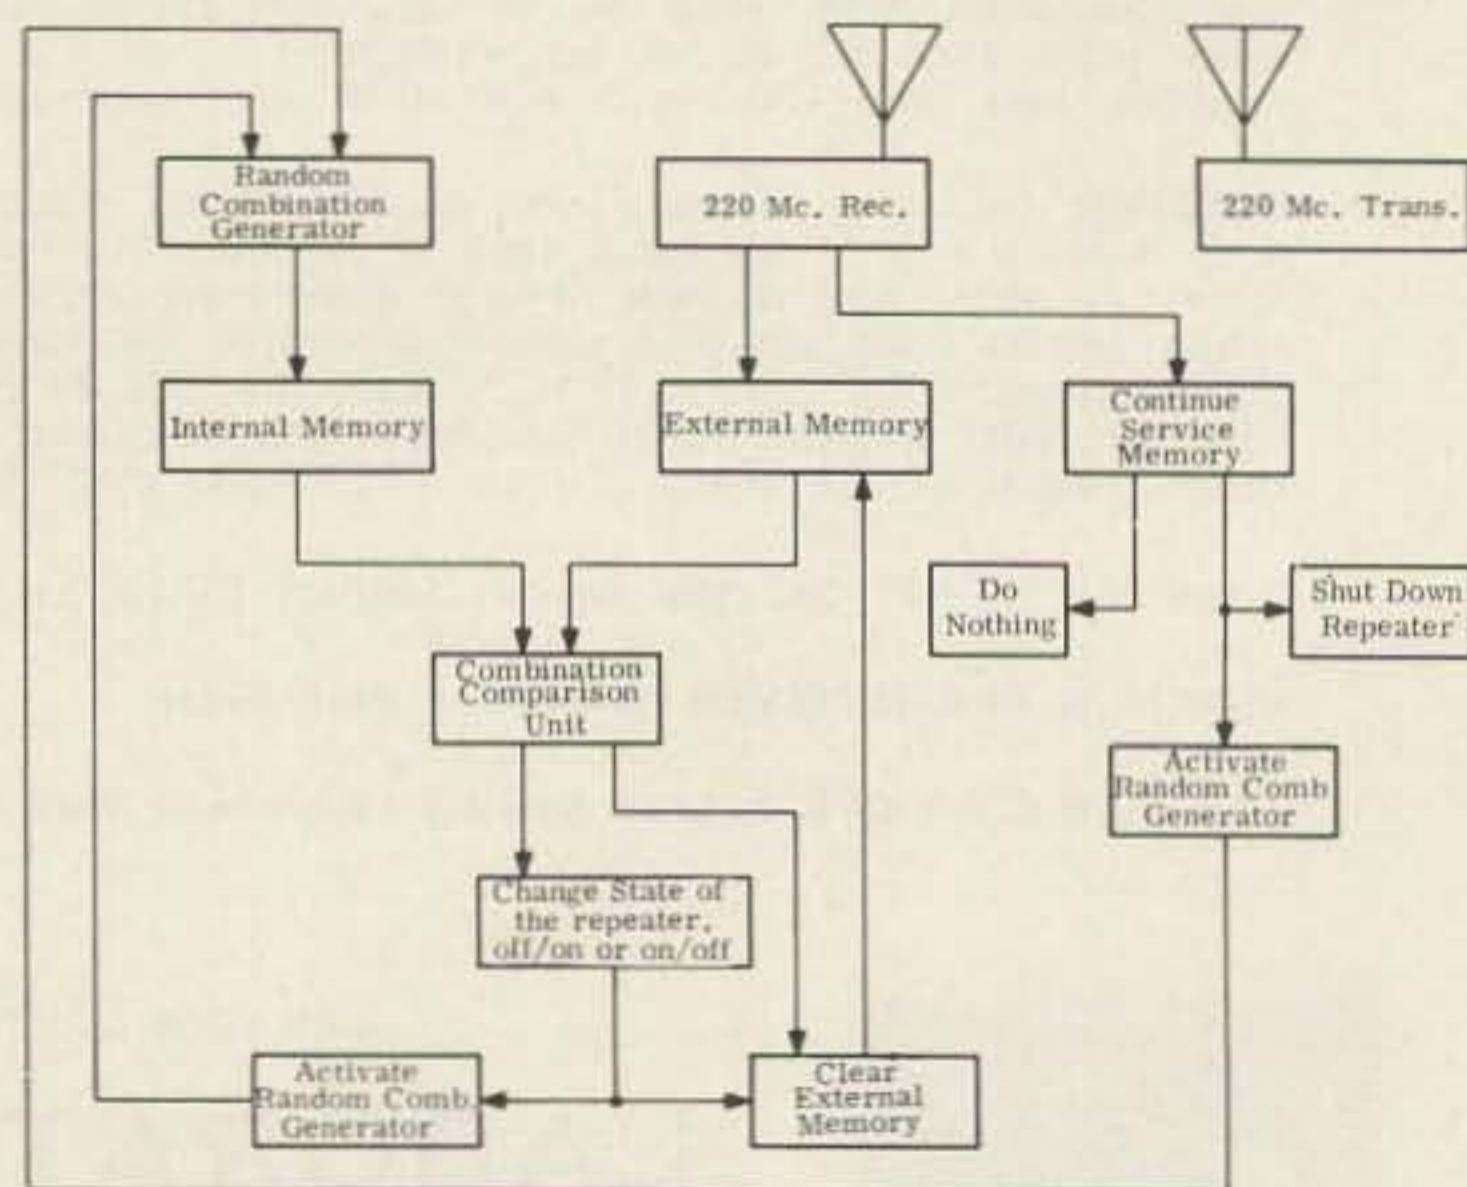 Random
Combination
Generator
220 Mc. Rec.
220 Mc. Trans.
Internal Memory
External Memory
Continue
Service
Memory
Do
Nothing
Shut Down
Repeater
Combination
Comparison
Unit
Activate
Random Comb
Generator
Change State of
the repeater.
off/on or on/off
Activate
Random Comb.
Generator
Clear
External
Memory